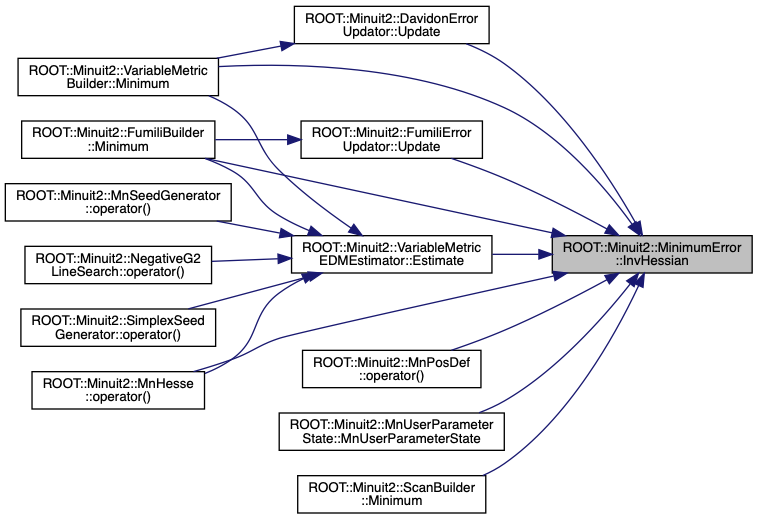 ROOT::Minuit2::DavidonError
Updator::Update
ROOT::Minuit2::VariableMetric
Builder::Minimum
ROOT::Minuit2::FumiliBuilder
::Minimum
ROOT::Minuit2::FumiliError
Updator::Update
ROOT::Minuit2::MnSeedGenerator
::operator()
ROOT::Minuit2::VariableMetric
EDMEstimator::Estimate
ROOT::Minuit2::MinimumError
::InvHessian
ROOT::Minuit2::NegativeG2
LineSearch::operator()
ROOT::Minuit2::SimplexSeed
Generator::operator()
ROOT::Minuit2::MnPosDef
::operator()
ROOT::Minuit2::MnHesse
::operator()
ROOT::Minuit2::MnUserParameter
State::MnUserParameterState
ROOT::Minuit2::ScanBuilder
::Minimum